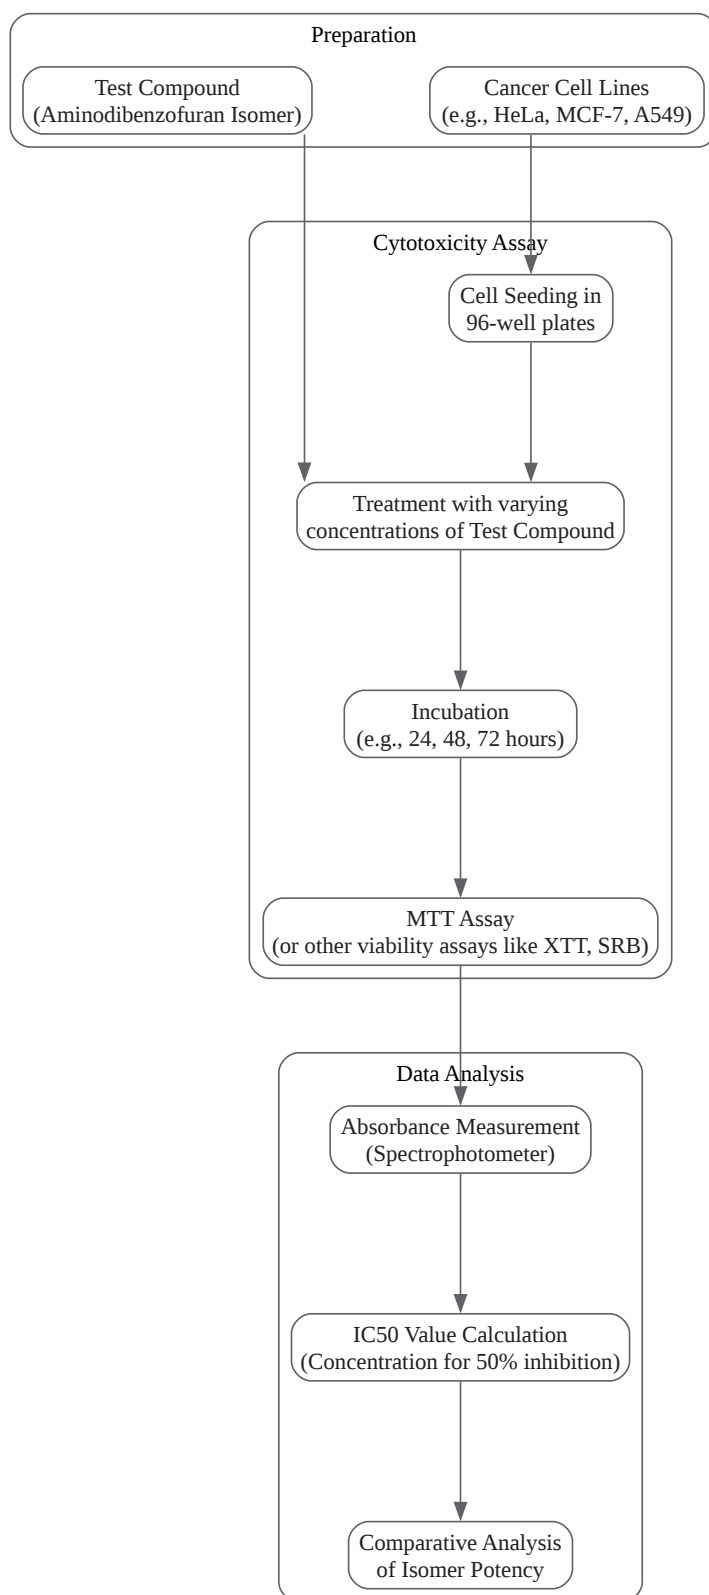 Preparation
Test Compound
(Aminodibenzofuran Isomer)
Cancer Cell Lines
(e.g., HeLa, MCF-7, A549)
Cytotoxicity Assay
Cell Seeding in
96-well plates
Treatment with varying
concentrations of Test Compound
Incubation
(e.g., 24, 48, 72 hours)
MTT Assay
(or other viability assays like XTT, SRB)
Data Analysis
Absorbance Measurement
(Spectrophotometer)
IC50 Value Calculation
(Concentration for 50% inhibition)
Comparative Analysis
of Isomer Potency